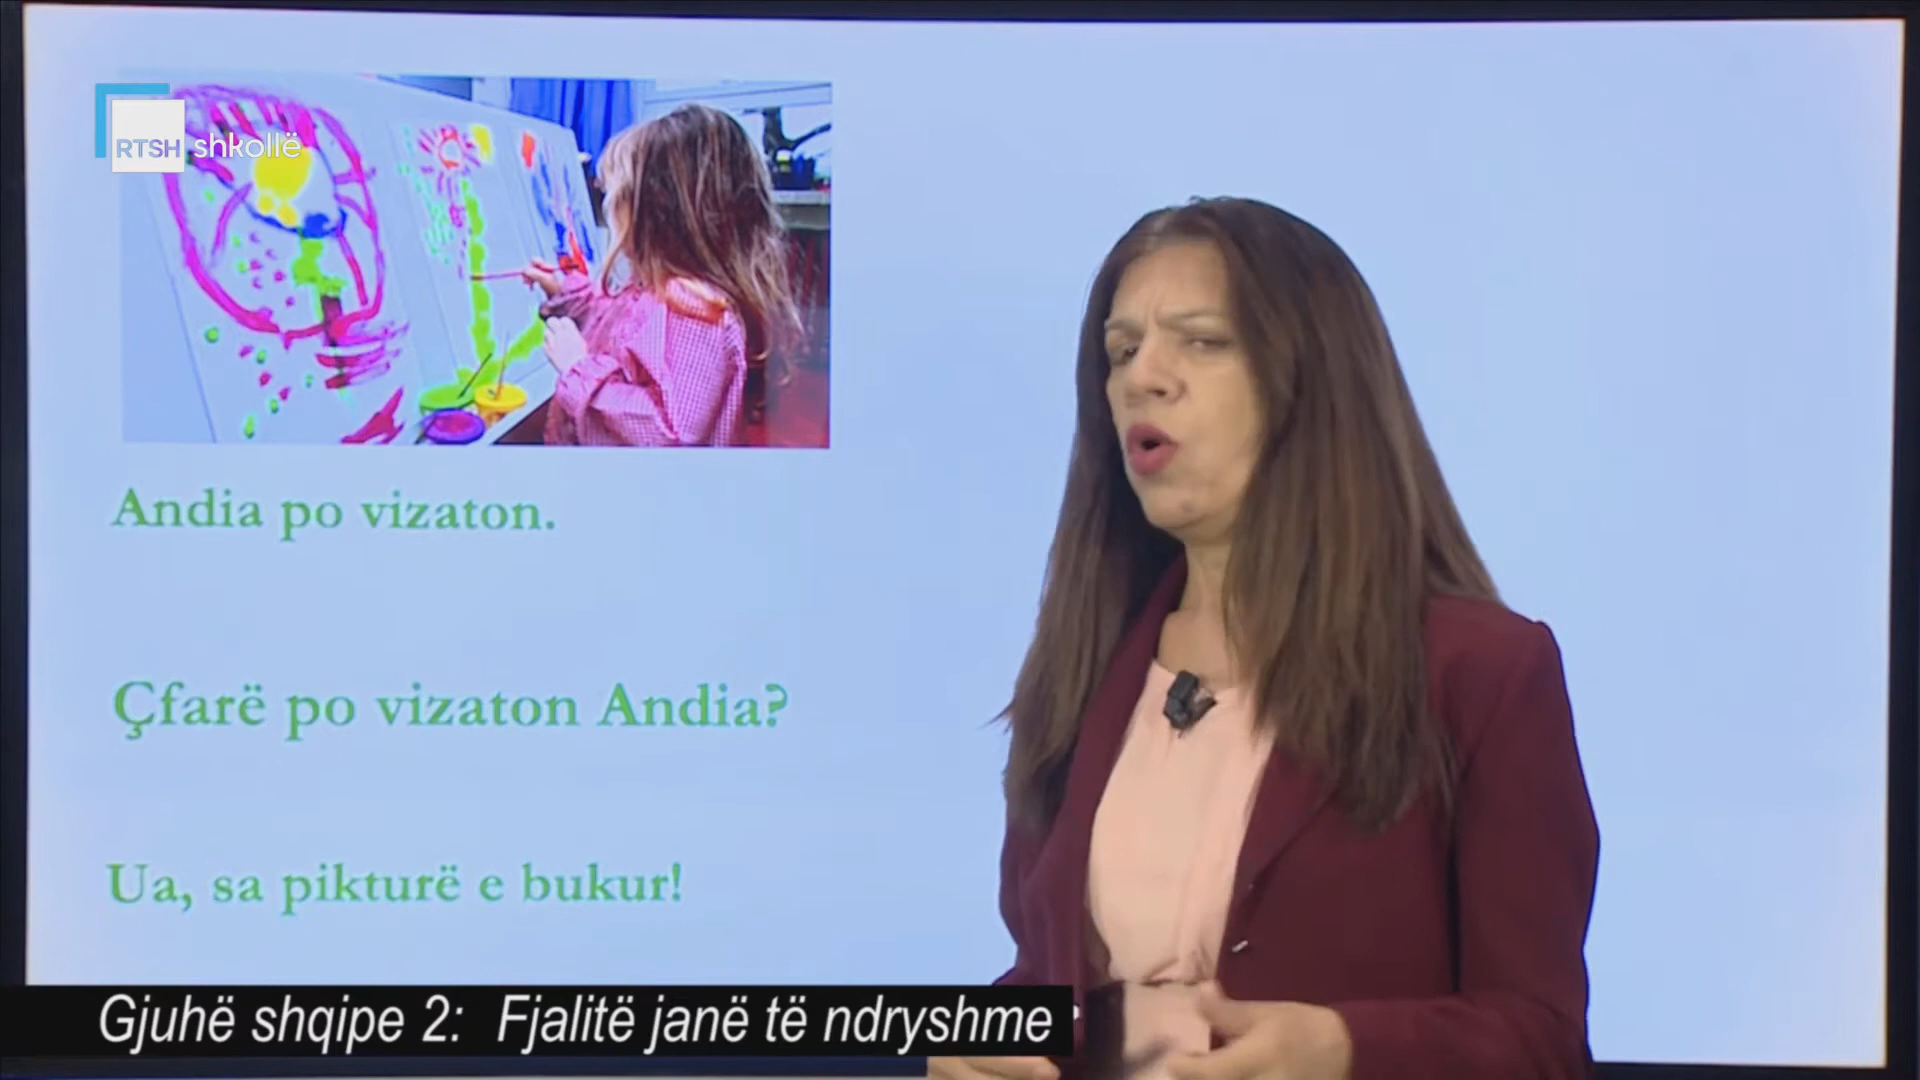 RTSH shkollë
Andia po vizaton.
Çfarë po vizaton Andia?
Ua, sa pikturë e bukur!
Gjuhë shqipe 2: Fjalitë janë të ndryshme